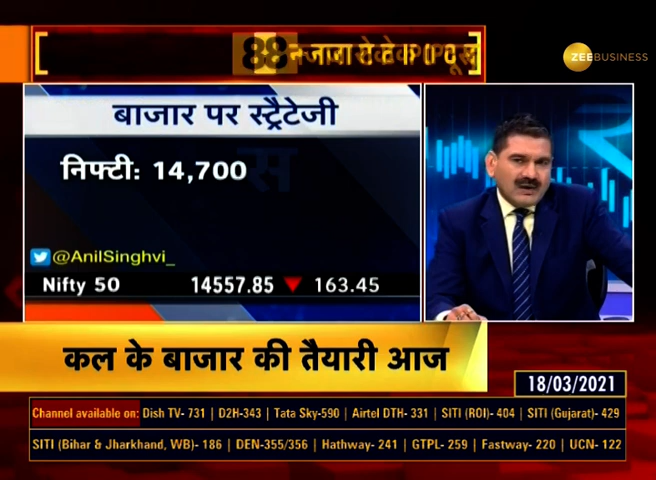 88
ZEEBUSINESS
बाजार पर स्ट्रैटेजी
निफ्टी: 14,700
@AnilSinghvi_
Nifty 50 14557.85 ▼ 163.45
कल के बाजार की तैयारी आज
18/03/2021
Channel available on: Dish TV- 731 | D2H-343 | Tata Sky-590 | Airtel DTH- 331 | SITI (ROI)- 404 | SITI (Gujarat)- 429
SITI (Bihar & Jharkhand, WB)- 186 | DEN-355/356 | Hathway- 241 | GTPL- 259 | Fastway- 220 | UCN- 122